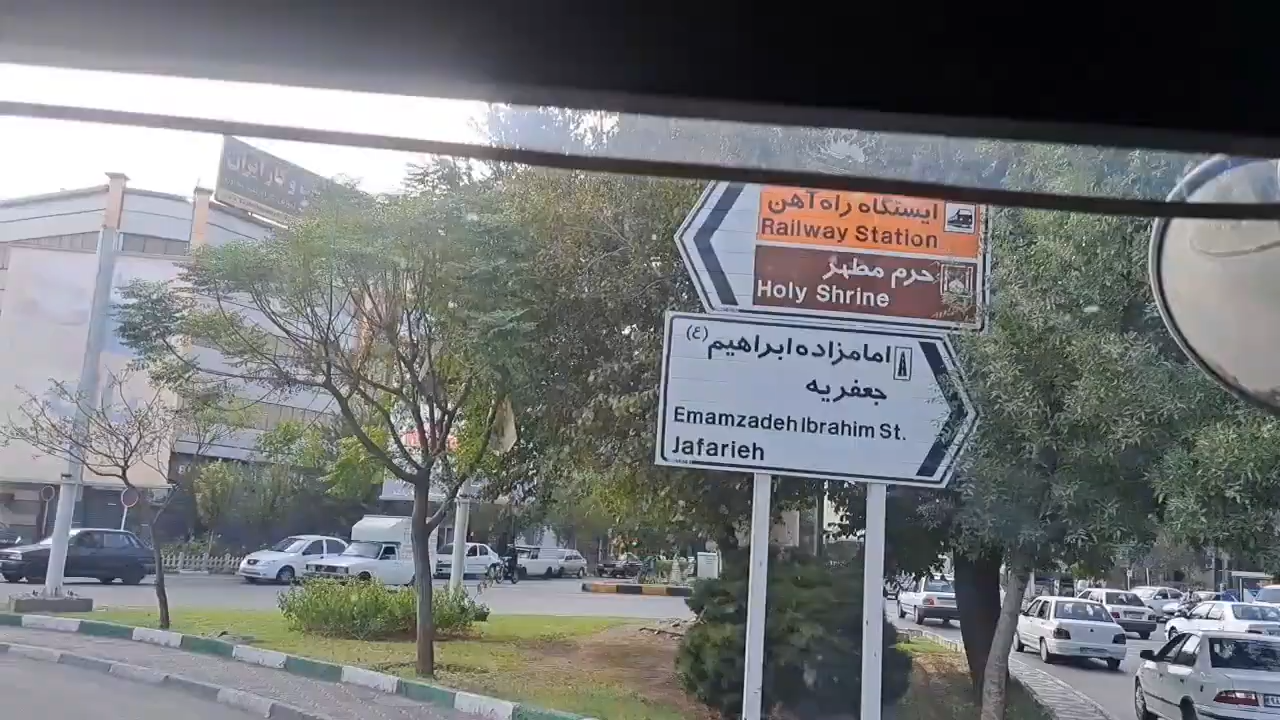 ایستگاه راه آهن
Railway Station
حرم مطهر
Holy Shrine
امامزاده ابراهیم (ع)
جعفریه
Emamzadeh Ibrahim St.
Jafarieh